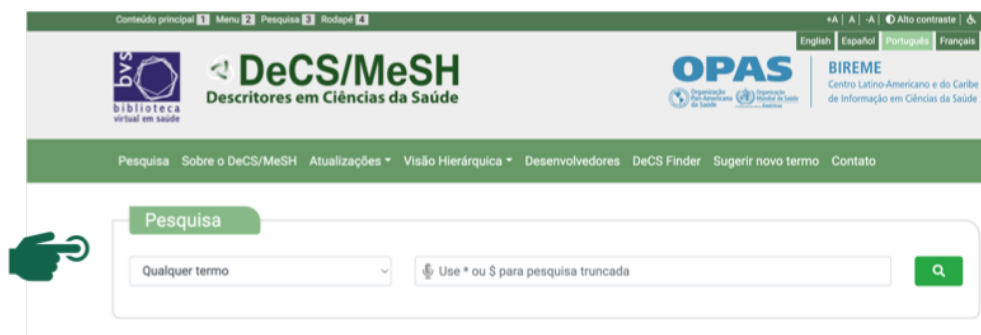 Conteúdo principal 1 Menu 2 Pesquisa 3 Rodapé 4
+A | A | -A | Alto contraste |
English Español Português Français
bvs
biblioteca
virtual em saúde
DeCS/MeSH
Descritores em Ciências da Saúde
OPAS
Organização
Pan-Americana
da Saúde
Organização
Mundial da Saúde
Américas
BIREME
Centro Latino-Americano e do Caribe
de Informação em Ciências da Saúde
Pesquisa Sobre o DeCS/MeSH Atualizações Visão Hierárquica Desenvolvedores DeCS Finder Sugerir novo termo Contato
Pesquisa
Qualquer termo
Use * ou $ para pesquisa truncada